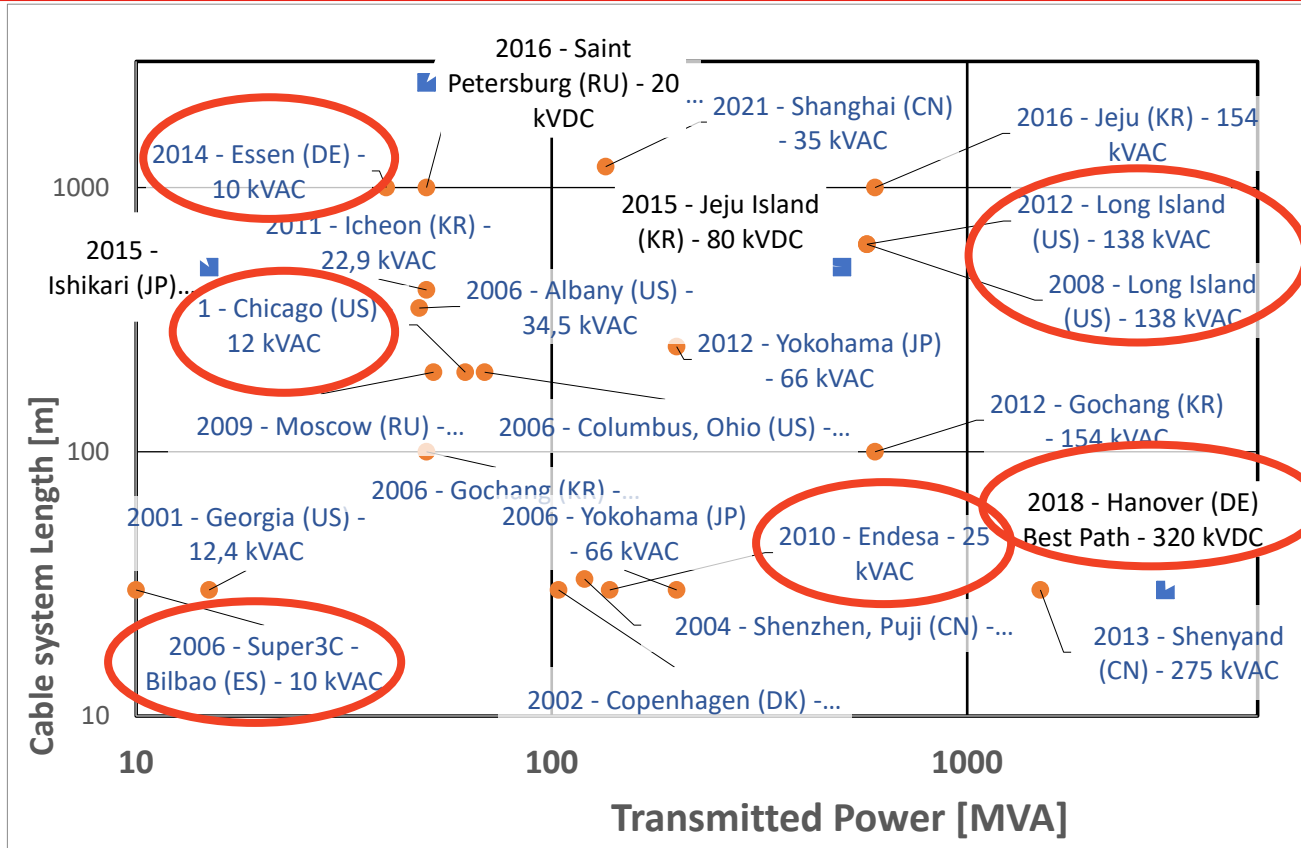 2016 - Saint
Petersburg (RU) - 20
kVDC
...
2021 - Shanghai (CN)
- 35 kVAC
2016 - Jeju (KR) - 154
kVAC
2014 - Essen (DE) -
10 kVAC
1000
2015 - Jeju Island
(KR) - 80 kVDC
2012 - Long Island
(US) - 138 kVAC
2011 - Icheon (KR) -
22,9 kVAC
2015 -
Ishikari (JP)...
2008 - Long Island
(US) - 138 kVAC
1 - Chicago (US)
12 kVAC
2006 - Albany (US) -
34,5 kVAC
2012 - Yokohama (JP)
- 66 kVAC
2009 - Moscow (RU) -...
2006 - Columbus, Ohio (US) -...
2012 - Gochang (KR)
- 154 kVAC
100
2006 - Gochang (KR) -...
2001 - Georgia (US) -
12,4 kVAC
2006 - Yokohama (JP)
- 66 kVAC
2010 - Endesa - 25
kVAC
2018 - Hanover (DE)
Best Path - 320 kVDC
2004 - Shenzhen, Puji (CN) -...
2013 - Shenyand
(CN) - 275 kVAC
2006 - Super3C -
Bilbao (ES) - 10 kVAC
2002 - Copenhagen (DK) -...
10
Cable system Length [m]
10
100
1000
Transmitted Power [MVA]